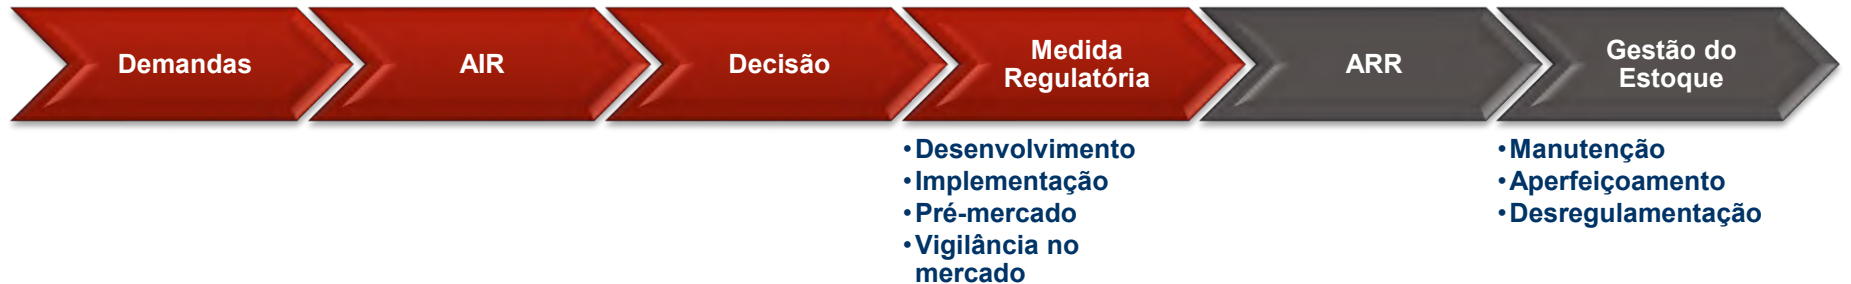 Demandas
AIR
Decisão
Medida
Regulatória
ARR
Gestão do
Estoque
•Desenvolvimento
•Implementação
•Pré-mercado
•Vigilância no
mercado
•Manutenção
•Aperfeiçoamento
•Desregulamentação